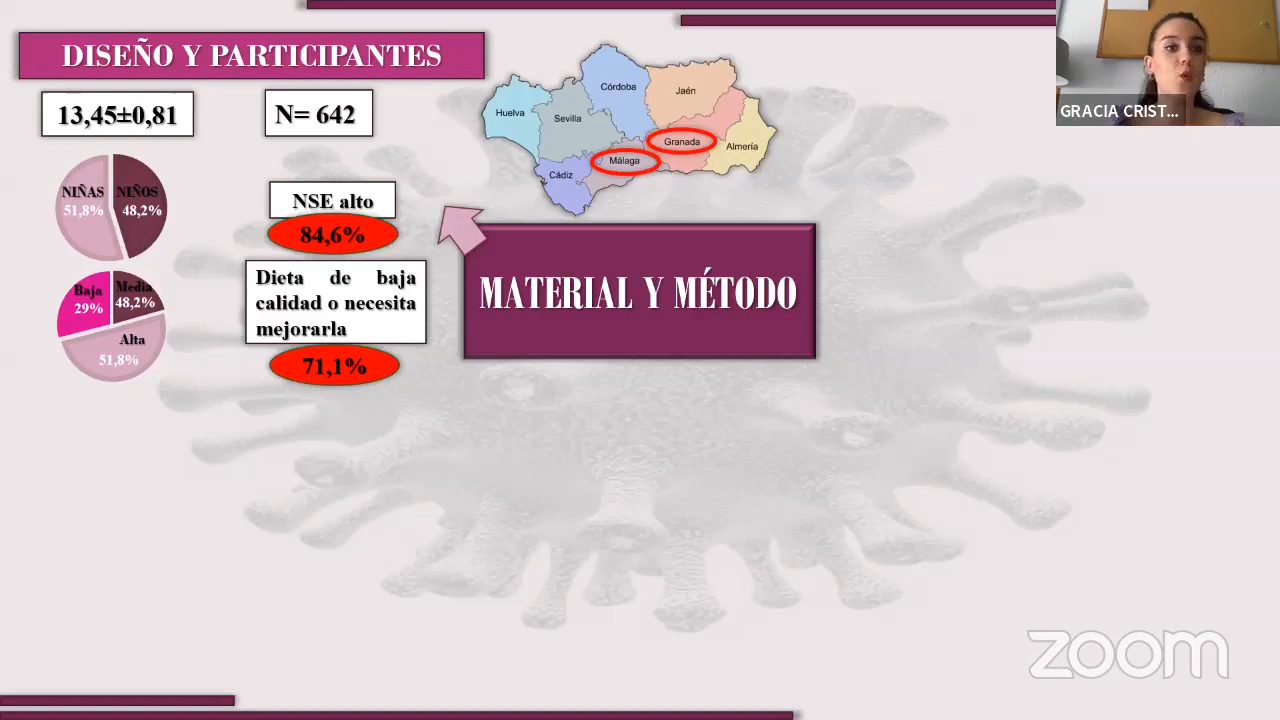 DISEÑO Y PARTICIPANTES
13,45±0,81
N= 642
NIÑAS
51,8%
NIÑOS
48,2%
NSE alto
84,6%
Baja
29%
Media
48,2%
Alta
51,8%
Dieta de baja
calidad o necesita
mejorarla
71,1%
Huelva
Sevilla
Córdoba
Jaén
Granada
Málaga
Almería
Cádiz
MATERIAL Y MÉTODO
GRACIA CRIST...
zoom